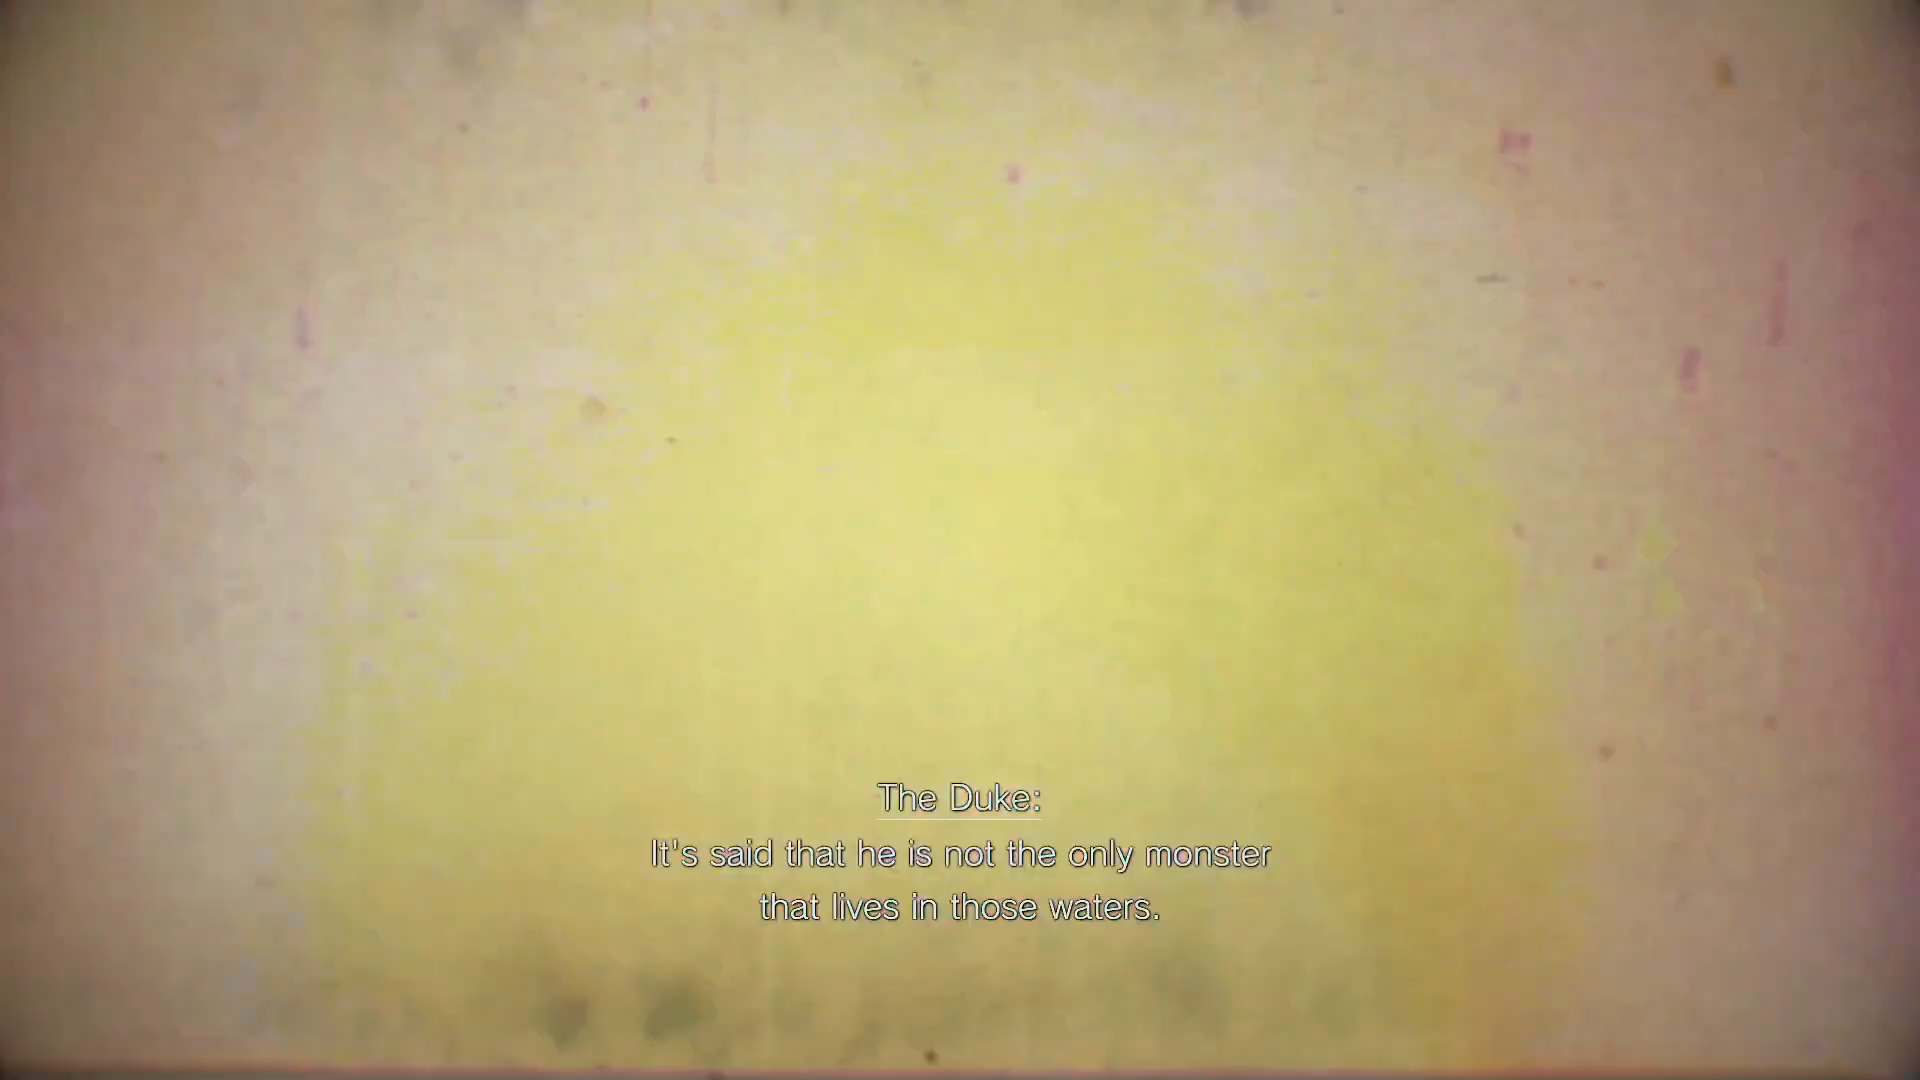 The Duke:
It's said that he is not the only monster
that lives in those waters.